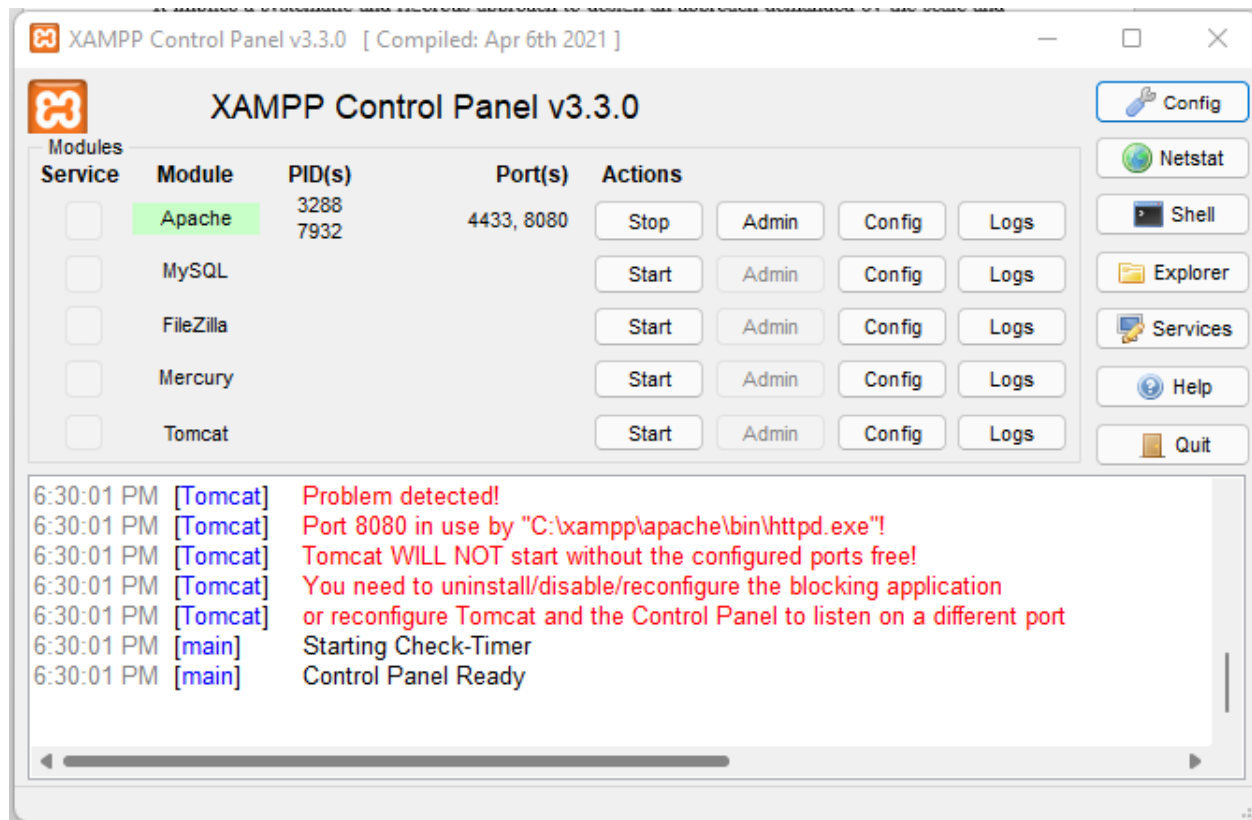 XAMPP Control Panel v3.3.0 [ Compiled: Apr 6th 2021 ]
XAMPP Control Panel v3.3.0
Config
Modules
Service Module PID(s) Port(s) Actions
Netstat
Apache 3288 7932 4433, 8080 Stop Admin Config Logs
Shell
MySQL Start Admin Config Logs
Explorer
FileZilla Start Admin Config Logs
Services
Mercury Start Admin Config Logs
Help
Tomcat Start Admin Config Logs
Quit
6:30:01 PM [Tomcat] Problem detected!
6:30:01 PM [Tomcat] Port 8080 in use by "C:\xampp\apache\bin\httpd.exe"!
6:30:01 PM [Tomcat] Tomcat WILL NOT start without the configured ports free!
6:30:01 PM [Tomcat] You need to uninstall/disable/reconfigure the blocking application
6:30:01 PM [Tomcat] or reconfigure Tomcat and the Control Panel to listen on a different port
6:30:01 PM [main] Starting Check-Timer
6:30:01 PM [main] Control Panel Ready